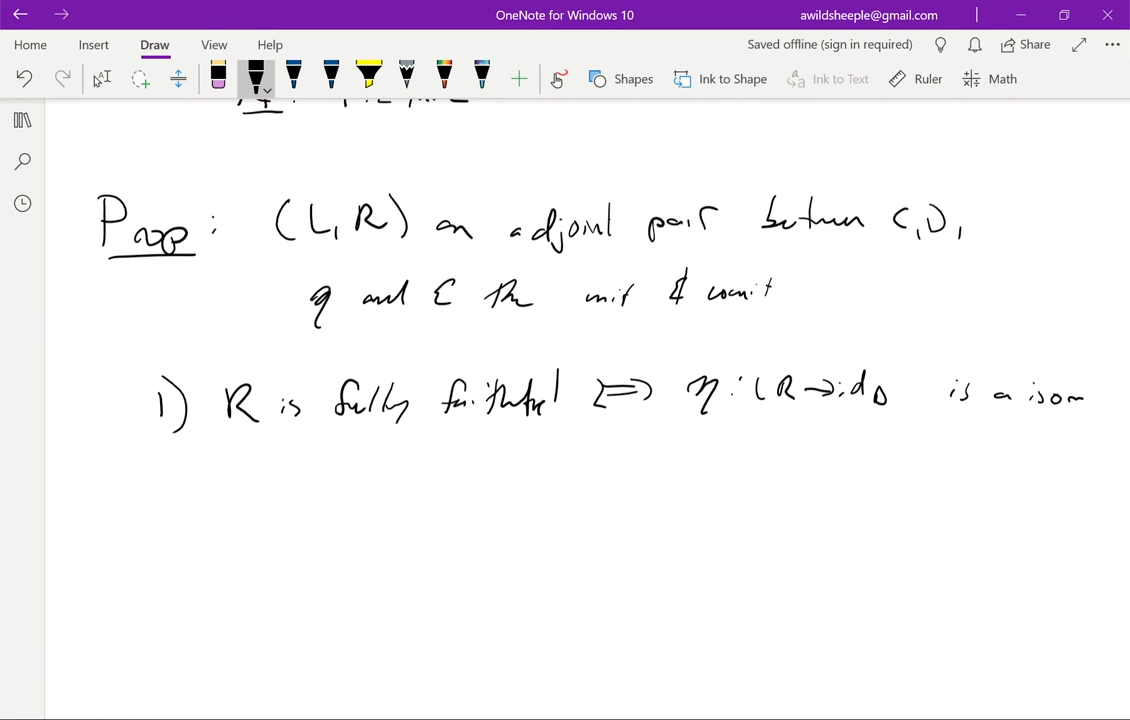 OneNote for Windows 10
awildsheeple@gmail.com
Home Insert Draw View Help
Saved offline (sign in required)
Share
Shapes
Ink to Shape
Ink to Text
Ruler
Math
Prop: (L, R) an adjoint pair between C, D,
η and ε the unit & counit
1) R is fully faithful ⟺ η: LR → id_D is a isom